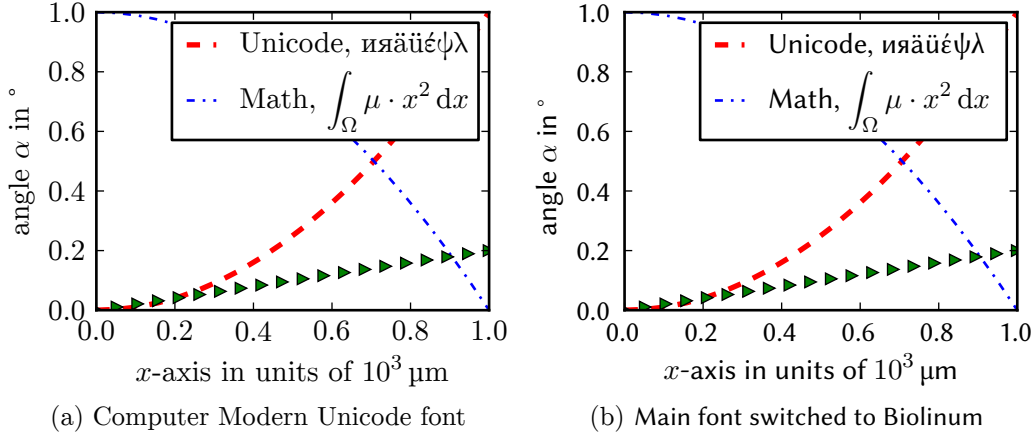 1.0
0.8
0.6
0.4
0.2
0.0
angle α in °
Unicode, ияäüéψλ
Math, ∫_Ω μ · x² dx
0.0 0.2 0.4 0.6 0.8 1.0
x-axis in units of 10³ μm
(a) Computer Modern Unicode font
1.0
0.8
0.6
0.4
0.2
0.0
angle α in °
Unicode, ияäüéψλ
Math, ∫_Ω μ · x² dx
0.0 0.2 0.4 0.6 0.8 1.0
x-axis in units of 10³ μm
(b) Main font switched to Biolinum